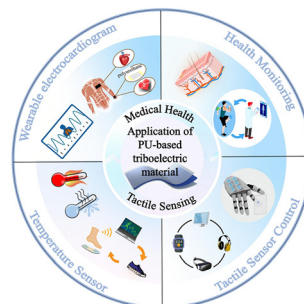 Wearable electrocardiogram
Health Monitoring
Medical Health
Application of
PU-based
triboelectric
material
Tactile Sensing
Temperature Sensor
Tactile Sensor Control